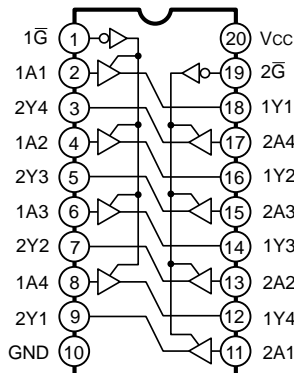 1G̅ 1 20 Vcc
1A1 2 19 2G̅
2Y4 3 18 1Y1
1A2 4 17 2A4
2Y3 5 16 1Y2
1A3 6 15 2A3
2Y2 7 14 1Y3
1A4 8 13 2A2
2Y1 9 12 1Y4
GND 10 11 2A1